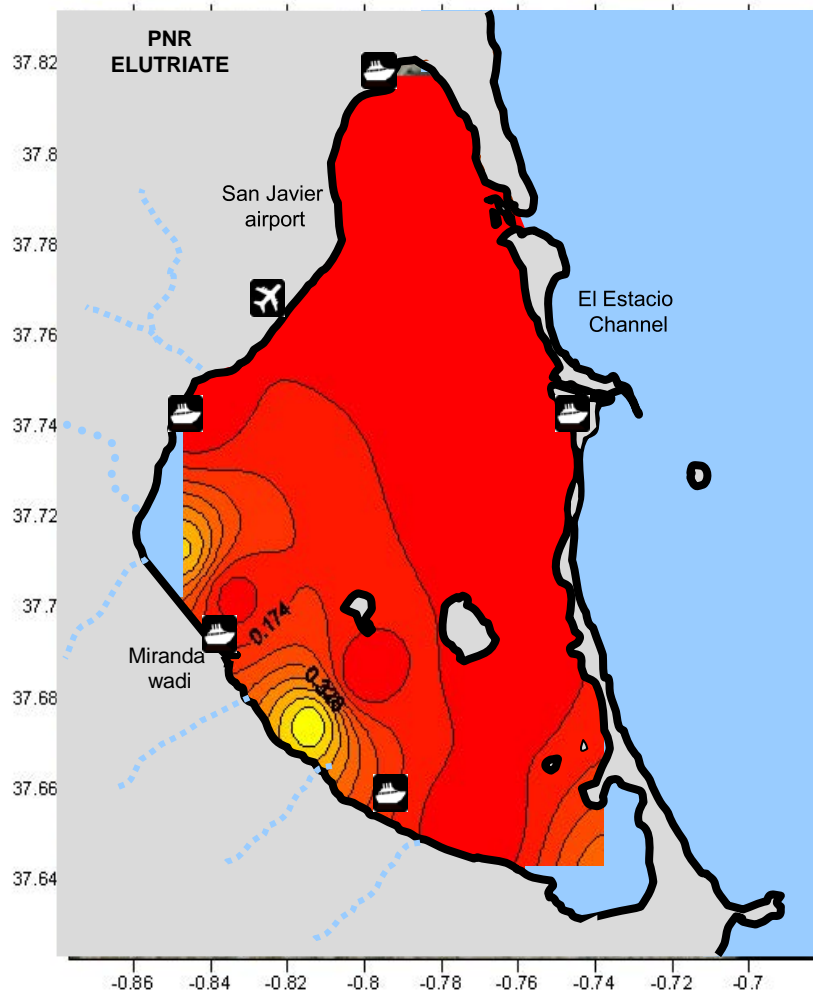 PNR
ELUTRIATE
37.82
37.8
San Javier
airport
37.78
El Estacio
Channel
37.76
37.74
37.72
37.7
0.174
Miranda
wadi
0.329
37.68
37.66
37.64
-0.86 -0.84 -0.82 -0.8 -0.78 -0.76 -0.74 -0.72 -0.7